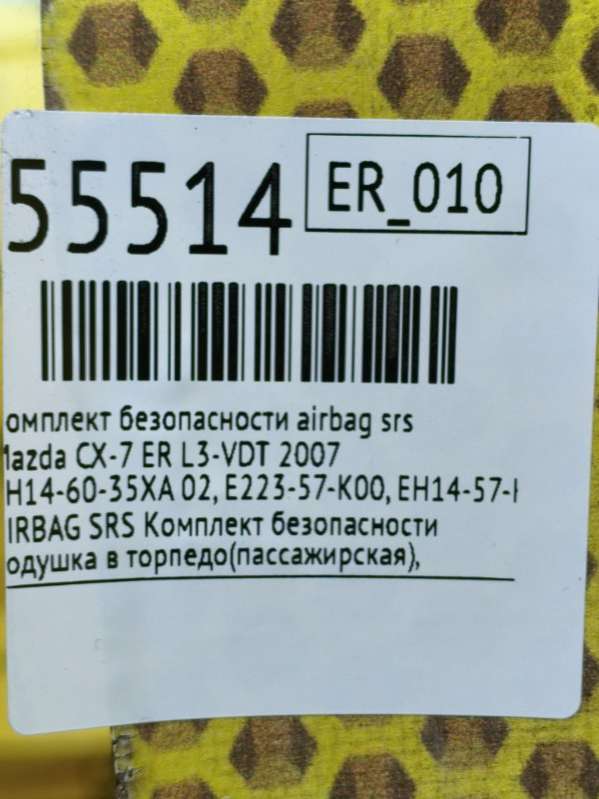 55514
ER_010
омплект безопасности airbag srs
Mazda CX-7 ER L3-VDT 2007
H14-60-35XA 02, E223-57-K00, EH14-57-
IRBAG SRS Комплект безопасности
одушка в торпедо(пассажирская),